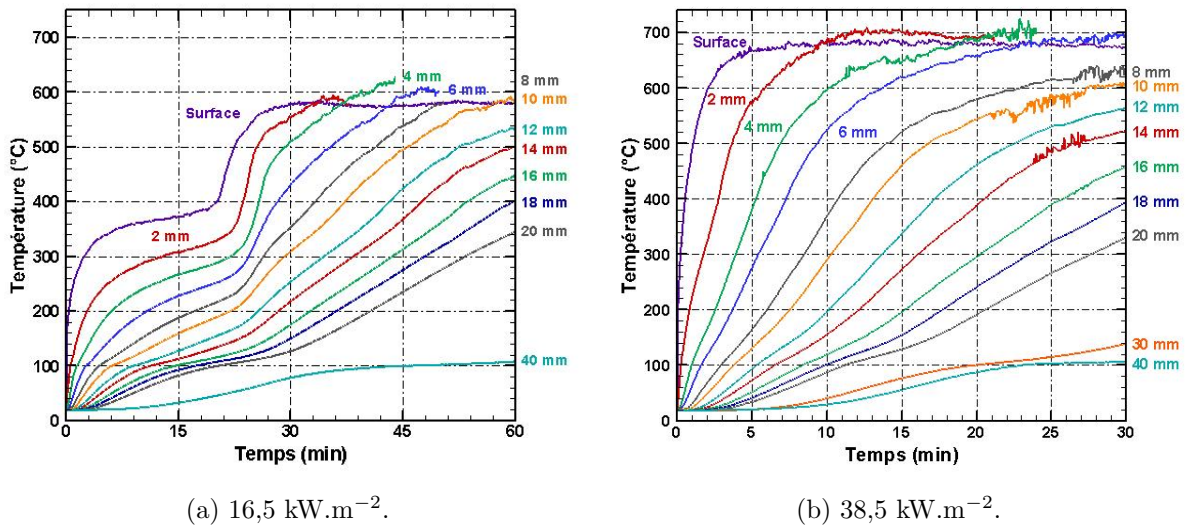 700
600
500
400
300
200
100
0
Température (°C)
0
15
30
45
60
Temps (min)
Surface
2 mm
4 mm
6 mm
8 mm
10 mm
12 mm
14 mm
16 mm
18 mm
20 mm
40 mm
(a) 16,5 kW.m−2.
700
600
500
400
300
200
100
0
Température (°C)
0
5
10
15
20
25
30
Temps (min)
Surface
2 mm
4 mm
6 mm
8 mm
10 mm
12 mm
14 mm
16 mm
18 mm
20 mm
30 mm
40 mm
(b) 38,5 kW.m−2.